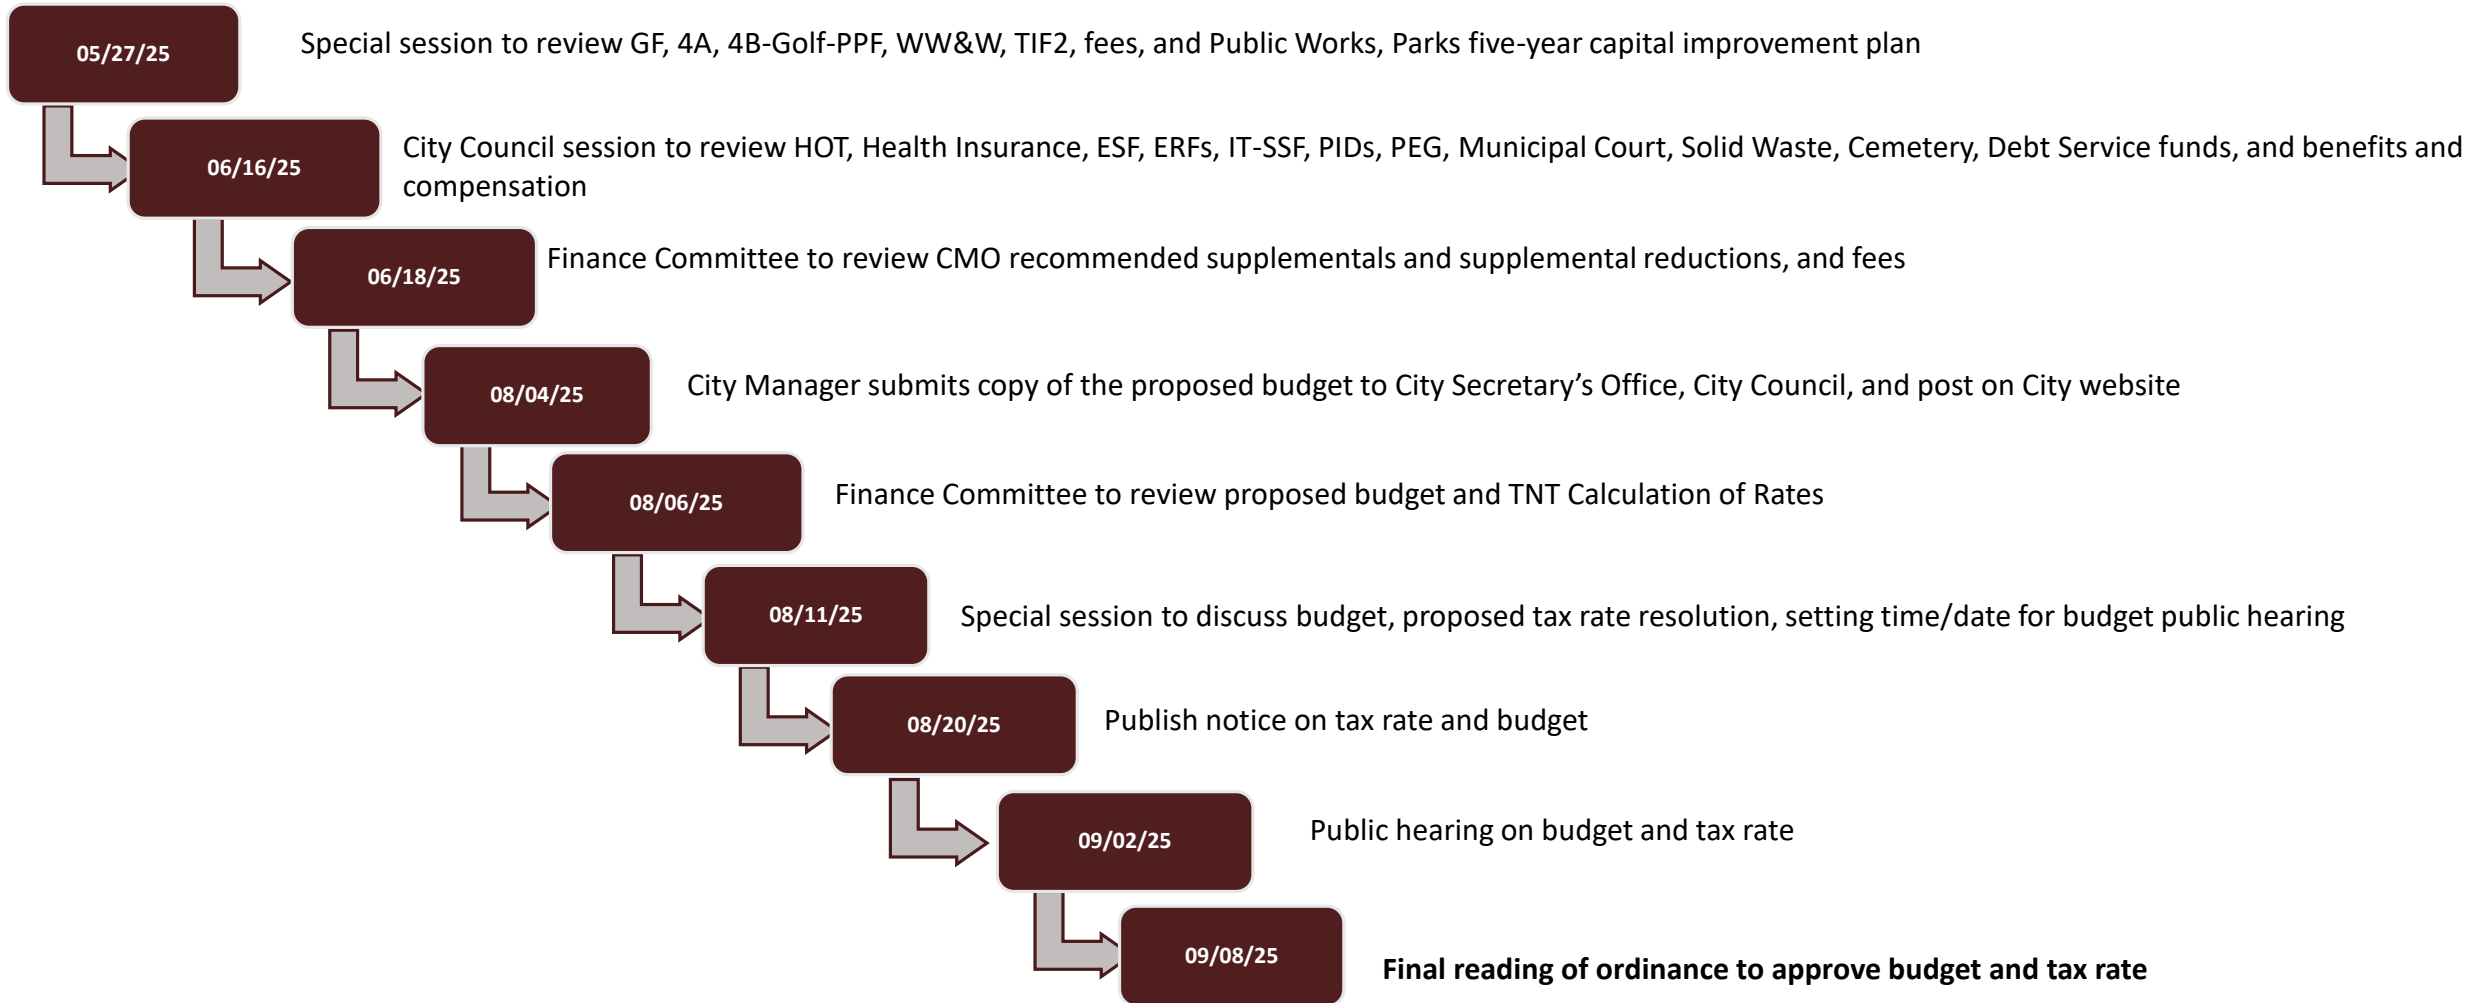 05/27/25
Special session to review GF, 4A, 4B-Golf-PPF, WW&W, TIF2, fees, and Public Works, Parks five-year capital improvement plan
06/16/25
City Council session to review HOT, Health Insurance, ESF, ERFs, IT-SSF, PIDs, PEG, Municipal Court, Solid Waste, Cemetery, Debt Service funds, and benefits and
compensation
06/18/25
Finance Committee to review CMO recommended supplementals and supplemental reductions, and fees
08/04/25
City Manager submits copy of the proposed budget to City Secretary’s Office, City Council, and post on City website
08/06/25
Finance Committee to review proposed budget and TNT Calculation of Rates
08/11/25
Special session to discuss budget, proposed tax rate resolution, setting time/date for budget public hearing
08/20/25
Publish notice on tax rate and budget
09/02/25
Public hearing on budget and tax rate
09/08/25
Final reading of ordinance to approve budget and tax rate